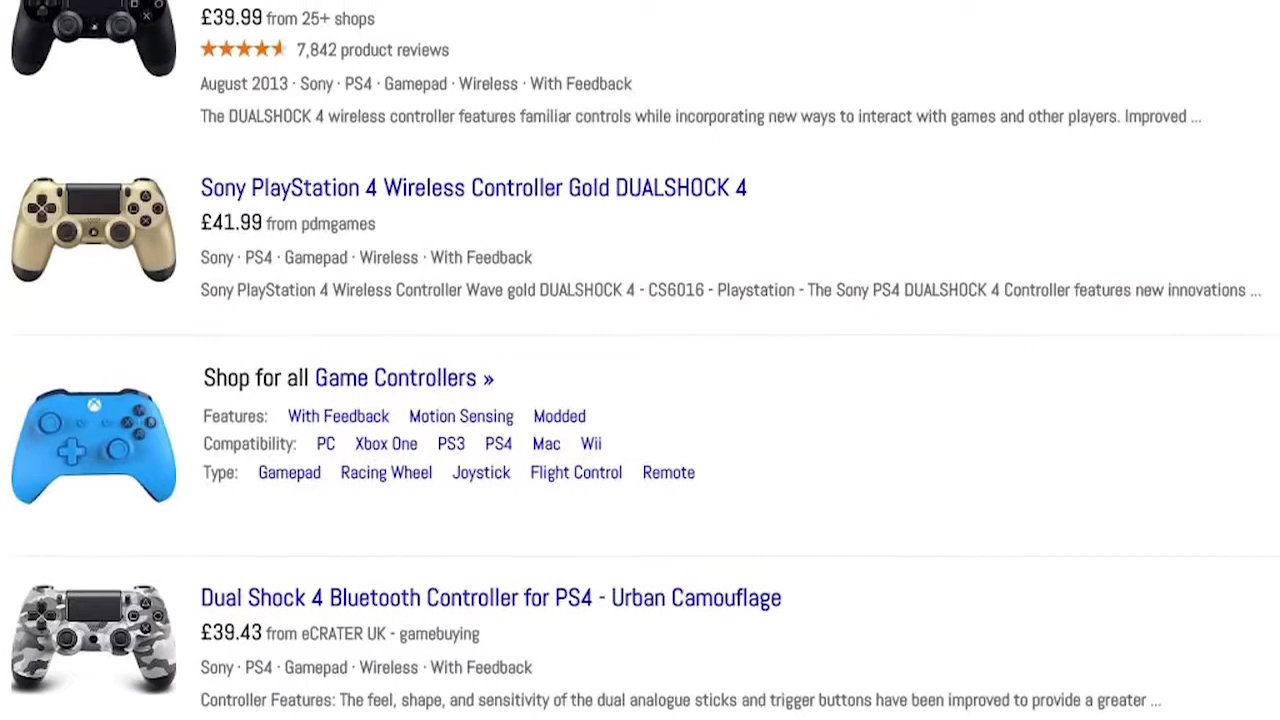 £39.99 from 25+ shops
7,842 product reviews
August 2013 · Sony · PS4 · Gamepad · Wireless · With Feedback
The DUALSHOCK 4 wireless controller features familiar controls while incorporating new ways to interact with games and other players. Improved ...
Sony PlayStation 4 Wireless Controller Gold DUALSHOCK 4
£41.99 from pdmgames
Sony · PS4 · Gamepad · Wireless · With Feedback
Sony PlayStation 4 Wireless Controller Wave gold DUALSHOCK 4 - CS6016 - Playstation - The Sony PS4 DUALSHOCK 4 Controller features new innovations ...
Shop for all Game Controllers »
Features: With Feedback Motion Sensing Modded
Compatibility: PC Xbox One PS3 PS4 Mac Wii
Type: Gamepad Racing Wheel Joystick Flight Control Remote
Dual Shock 4 Bluetooth Controller for PS4 - Urban Camouflage
£39.43 from eCRATER UK - gamebuying
Sony · PS4 · Gamepad · Wireless · With Feedback
Controller Features: The feel, shape, and sensitivity of the dual analogue sticks and trigger buttons have been improved to provide a greater ...